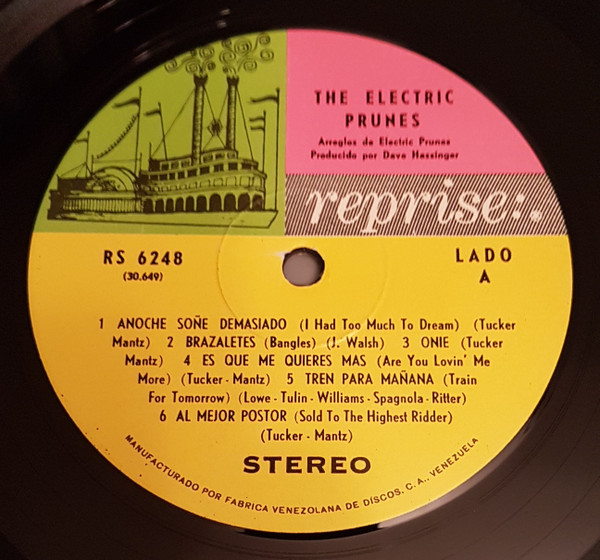 THE ELECTRIC
PRUNES
Arreglos de Electric Prunes
Producido por Dave Hassinger
reprise:.
RS 6248
(30.649)
LADO
A
1 ANOCHE SOÑE DEMASIADO (I Had Too Much To Dream) (Tucker
Mantz) 2 BRAZALETES (Bangles) (J. Walsh) 3 ONIE (Tucker
Mantz) 4 ES QUE ME QUIERES MAS (Are You Lovin' Me
More) (Tucker - Mantz) 5 TREN PARA MAÑANA (Train
For Tomorrow) (Lowe - Tulin - Williams - Spagnola - Ritter)
6 AL MEJOR POSTOR (Sold To The Highest Ridder)
(Tucker - Mantz)
STEREO
MANUFACTURADO POR FABRICA VENEZOLANA DE DISCOS, C.A., VENEZUELA